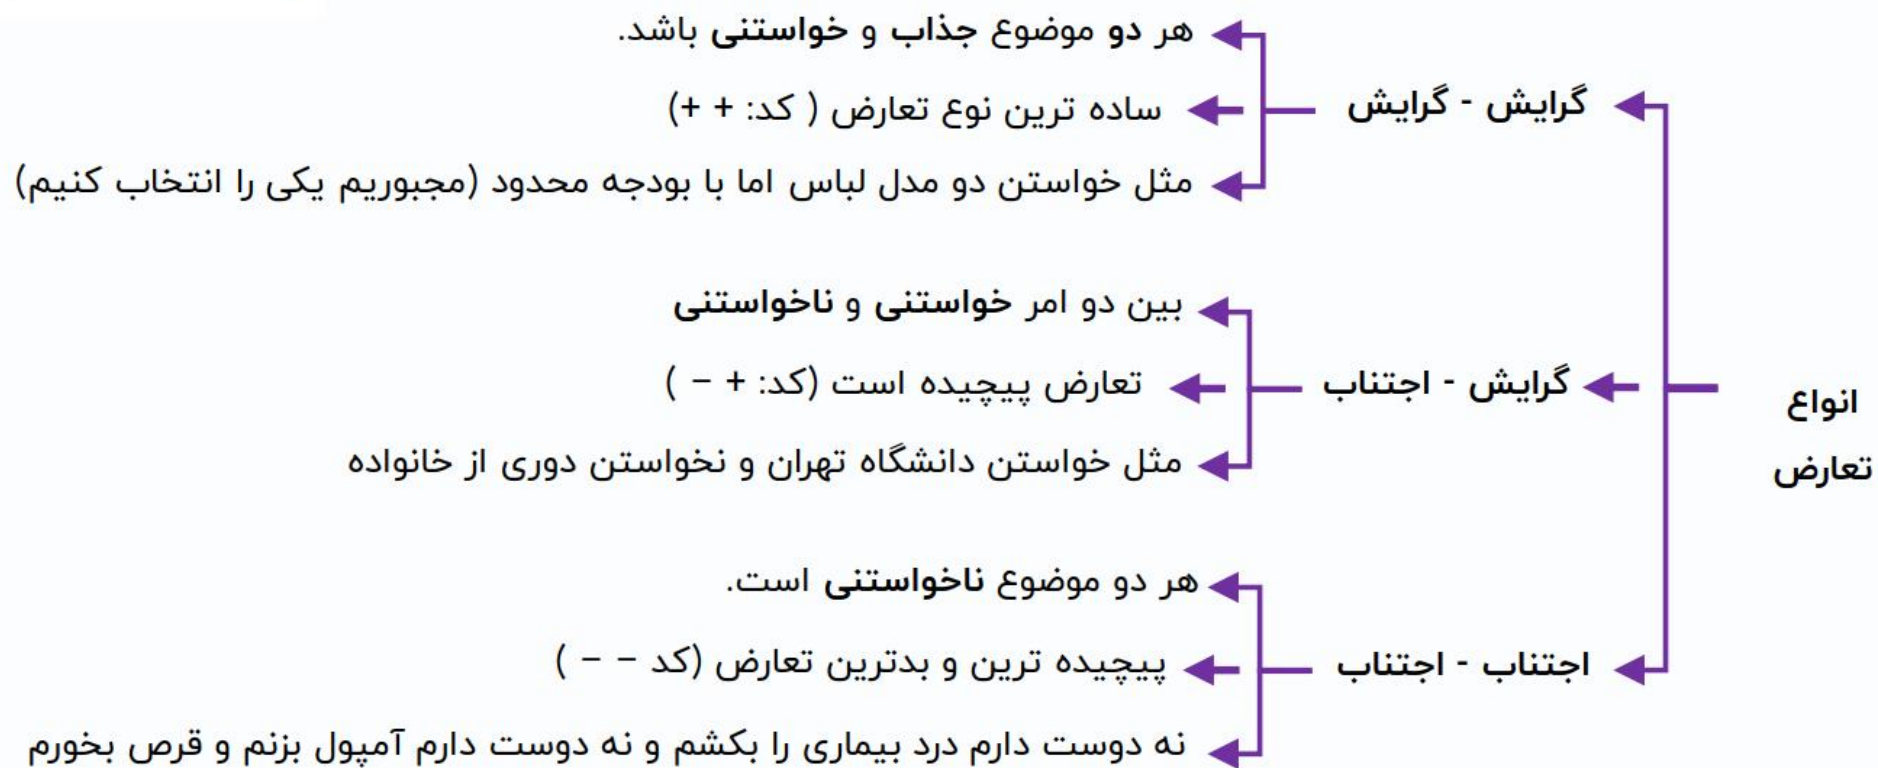 انواع
تعارض
گرایش - گرایش
هر دو موضوع جذاب و خواستنی باشد.
ساده ترین نوع تعارض ( کد: + +)
مثل خواستن دو مدل لباس اما با بودجه محدود (مجبوریم یکی را انتخاب کنیم)
گرایش - اجتناب
بین دو امر خواستنی و ناخواستنی
تعارض پیچیده است (کد: + – )
مثل خواستن دانشگاه تهران و نخواستن دوری از خانواده
اجتناب - اجتناب
هر دو موضوع ناخواستنی است.
پیچیده ترین و بدترین تعارض (کد – – )
نه دوست دارم درد بیماری را بکشم و نه دوست دارم آمپول بزنم و قرص بخورم